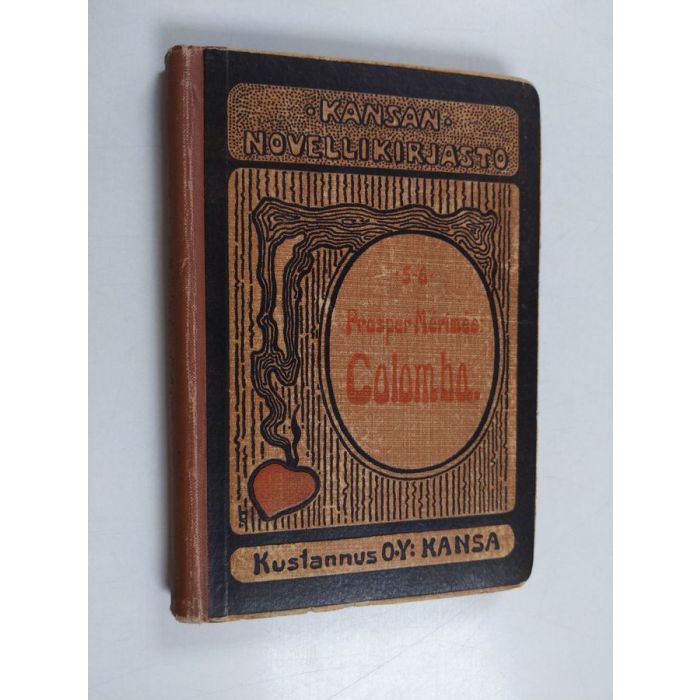 ·KANSAN·
NOVELLIKIRJASTO
·5-6·
Prosper Mérimée:
Colomba.
Kustannus O.Y: KANSA